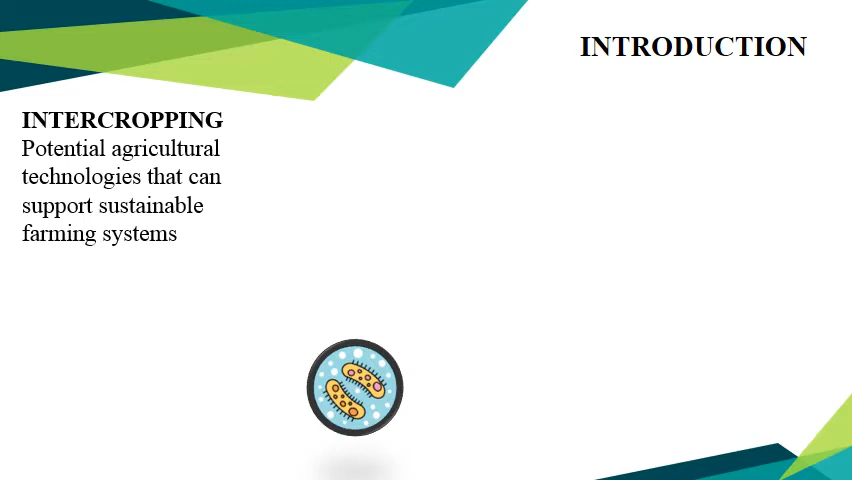 INTRODUCTION
INTERCROPPING
Potential agricultural
technologies that can
support sustainable
farming systems